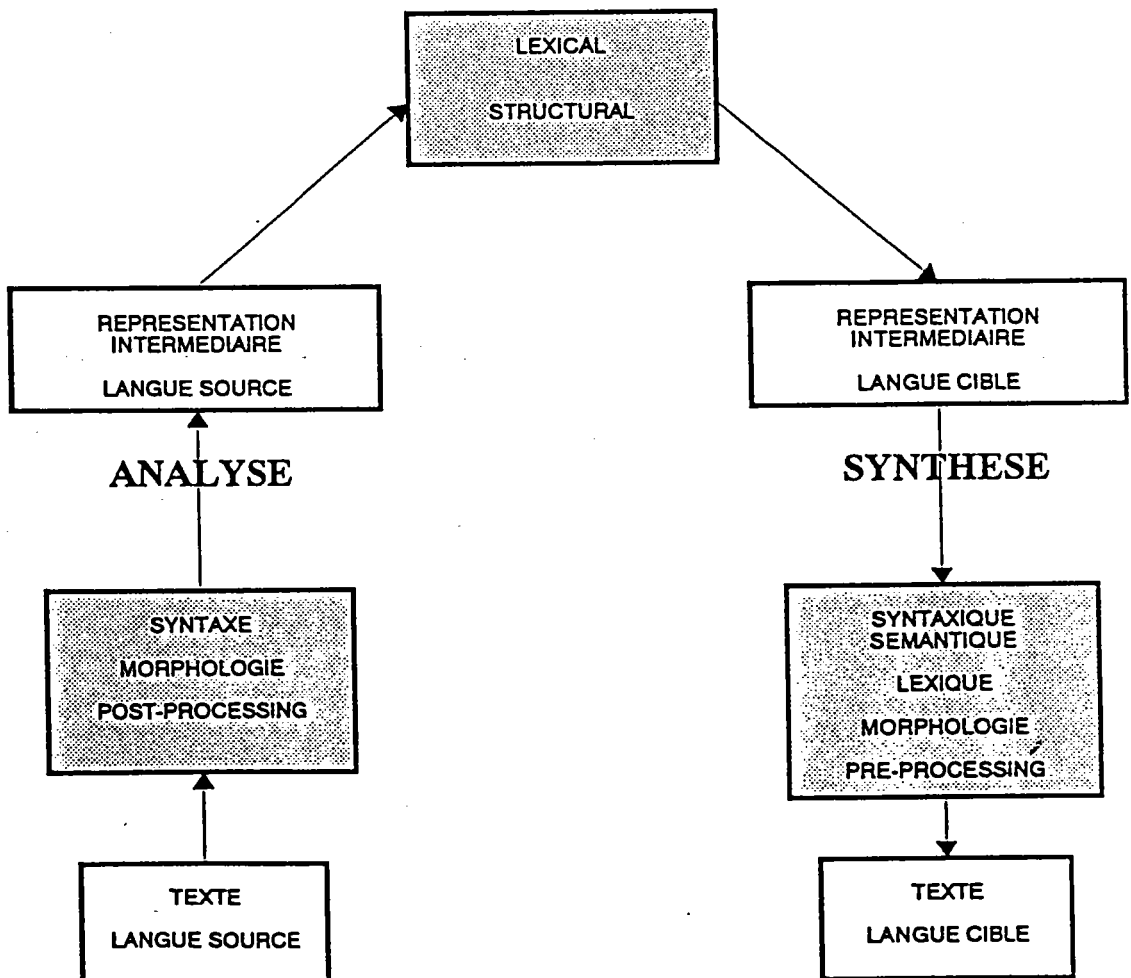 LEXICAL
STRUCTURAL
REPRESENTATION
INTERMEDIAIRE
LANGUE SOURCE
REPRESENTATION
INTERMEDIAIRE
LANGUE CIBLE
ANALYSE
SYNTHESE
SYNTAXE
MORPHOLOGIE
POST-PROCESSING
SYNTAXIQUE
SEMANTIQUE
LEXIQUE
MORPHOLOGIE
PRE-PROCESSING
TEXTE
LANGUE SOURCE
TEXTE
LANGUE CIBLE